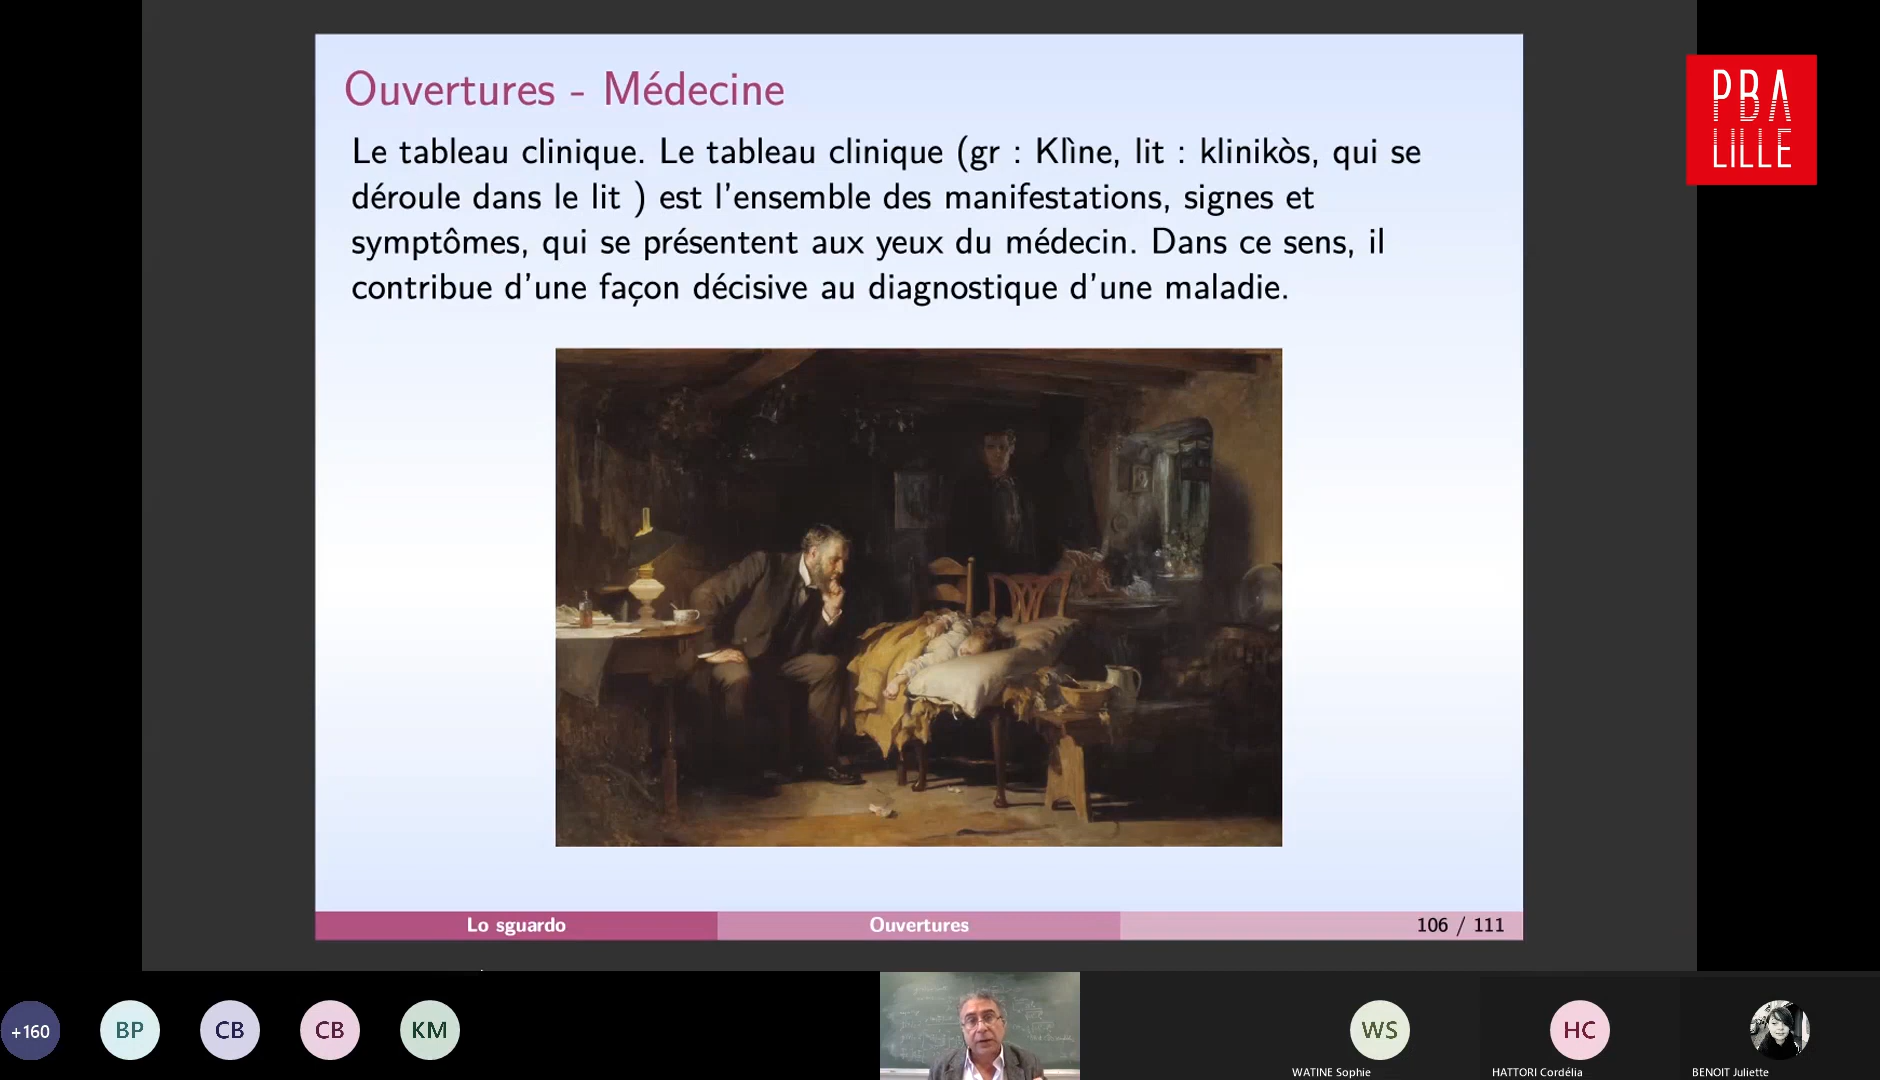 Ouvertures - Médecine
Le tableau clinique. Le tableau clinique (gr : Klìne, lit : klinikòs, qui se
déroule dans le lit ) est l'ensemble des manifestations, signes et
symptômes, qui se présentent aux yeux du médecin. Dans ce sens, il
contribue d'une façon décisive au diagnostique d'une maladie.
PBA
LILLE
Lo sguardo
Ouvertures
106 / 111
+160
BP
CB
CB
KM
WS
HC
WATINE Sophie
HATTORI Cordélia
BENOIT Juliette